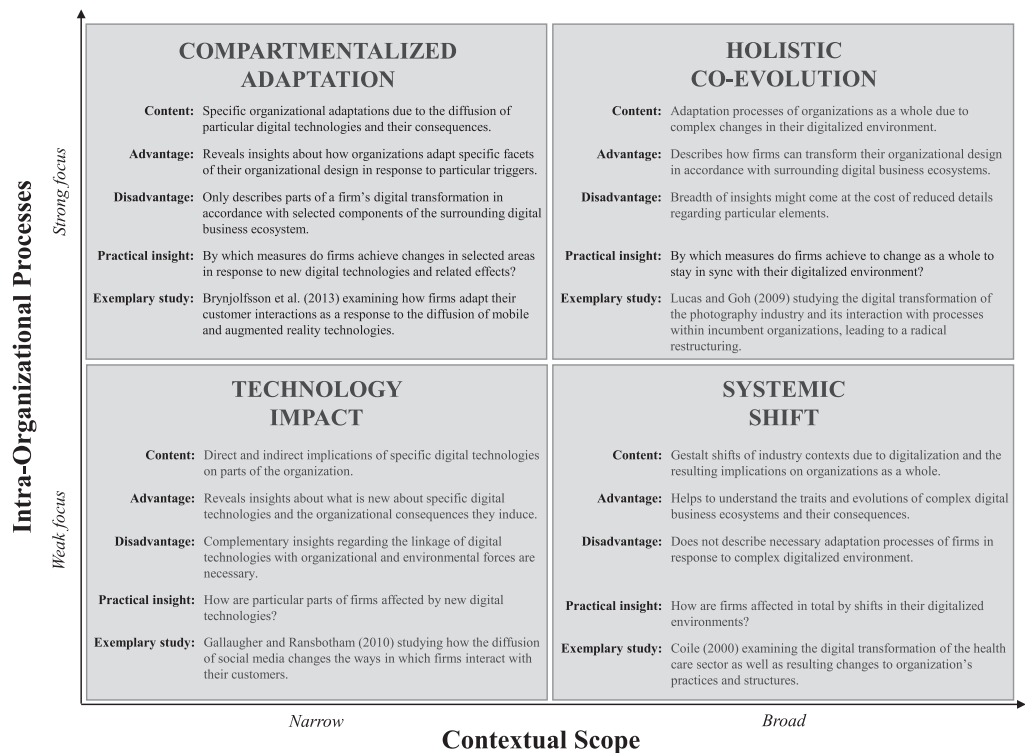 COMPARTMENTALIZED
ADAPTATION
Content: Specific organizational adaptations due to the diffusion of
particular digital technologies and their consequences.
Advantage: Reveals insights about how organizations adapt specific facets
of their organizational design in response to particular triggers.
Disadvantage: Only describes parts of a firm's digital transformation in
accordance with selected components of the surrounding digital
business ecosystem.
Practical insight: By which measures do firms achieve changes in selected areas
in response to new digital technologies and related effects?
Exemplary study: Brynjolfsson et al. (2013) examining how firms adapt their
customer interactions as a response to the diffusion of mobile
and augmented reality technologies.
HOLISTIC
CO-EVOLUTION
Content: Adaptation processes of organizations as a whole due to
complex changes in their digitalized environment.
Advantage: Describes how firms can transform their organizational design
in accordance with surrounding digital business ecosystems.
Disadvantage: Breadth of insights might come at the cost of reduced details
regarding particular elements.
Practical insight: By which measures do firms achieve to change as a whole to
stay in sync with their digitalized environment?
Exemplary study: Lucas and Goh (2009) studying the digital transformation of
the photography industry and its interaction with processes
within incumbent organizations, leading to a radical
restructuring.
Intra-Organizational Processes
Strong focus
Weak focus
TECHNOLOGY
IMPACT
Content: Direct and indirect implications of specific digital technologies
on parts of the organization.
Advantage: Reveals insights about what is new about specific digital
technologies and the organizational consequences they induce.
Disadvantage: Complementary insights regarding the linkage of digital
technologies with organizational and environmental forces are
necessary.
Practical insight: How are particular parts of firms affected by new digital
technologies?
Exemplary study: Gallaugher and Ransbotham (2010) studying how the diffusion
of social media changes the ways in which firms interact with
their customers.
SYSTEMIC
SHIFT
Content: Gestalt shifts of industry contexts due to digitalization and the
resulting implications on organizations as a whole.
Advantage: Helps to understand the traits and evolutions of complex digital
business ecosystems and their consequences.
Disadvantage: Does not describe necessary adaptation processes of firms in
response to complex digitalized environment.
Practical insight: How are firms affected in total by shifts in their digitalized
environments?
Exemplary study: Coile (2000) examining the digital transformation of the health
care sector as well as resulting changes to organization's
practices and structures.
Narrow
Broad
Contextual Scope